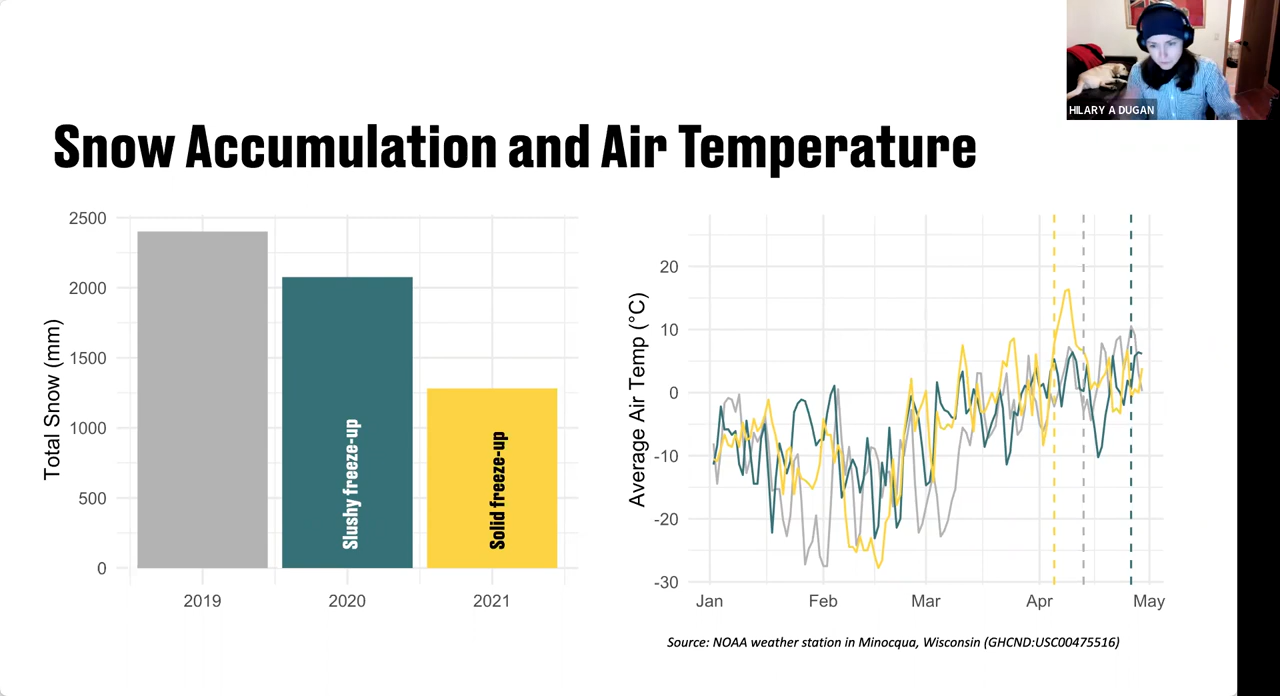 HILARY A DUGAN
Snow Accumulation and Air Temperature
Total Snow (mm)
2500
2000
1500
1000
500
0
Slushy freeze-up
Solid freeze-up
2019 2020 2021
Average Air Temp (°C)
20
10
0
-10
-20
-30
Jan Feb Mar Apr May
Source: NOAA weather station in Minocqua, Wisconsin (GHCND:USC00475516)